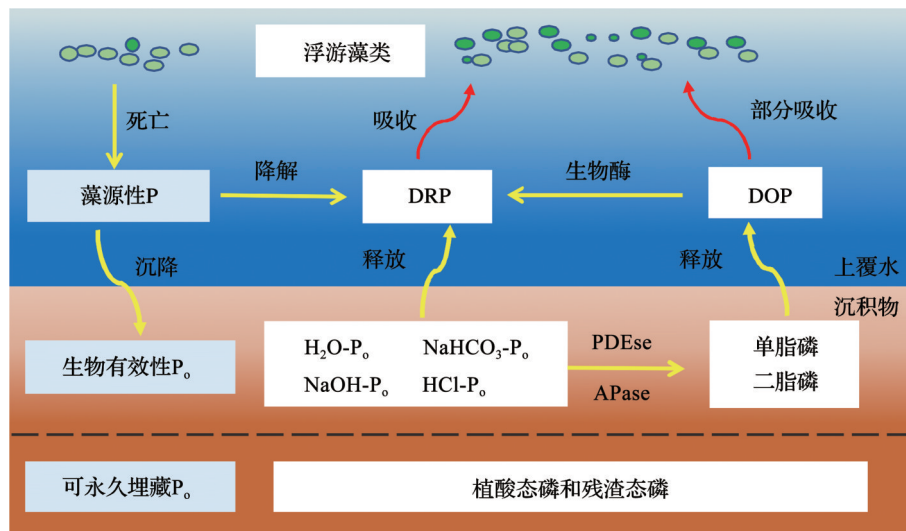 浮游藻类
死亡
吸收
部分吸收
藻源性P
降解
DRP
生物酶
DOP
沉降
释放
释放
上覆水
沉积物
生物有效性Pₒ
H₂O-Pₒ NaHCO₃-Pₒ
NaOH-Pₒ HCl-Pₒ
PDEse
APase
单脂磷
二脂磷
可永久埋藏Pₒ
植酸态磷和残渣态磷